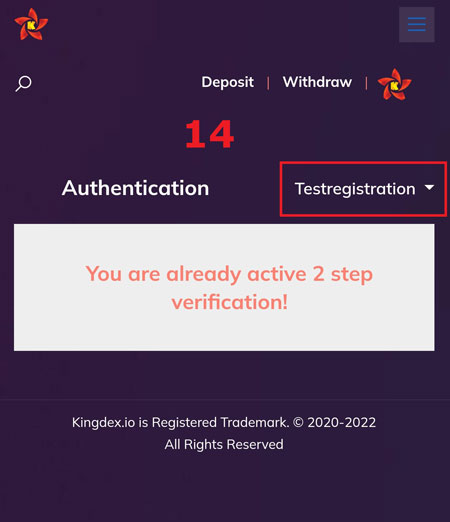 K
Deposit | Withdraw | K
14
Authentication
Testregistration
You are already active 2 step
verification!
Kingdex.io is Registered Trademark. © 2020-2022
All Rights Reserved